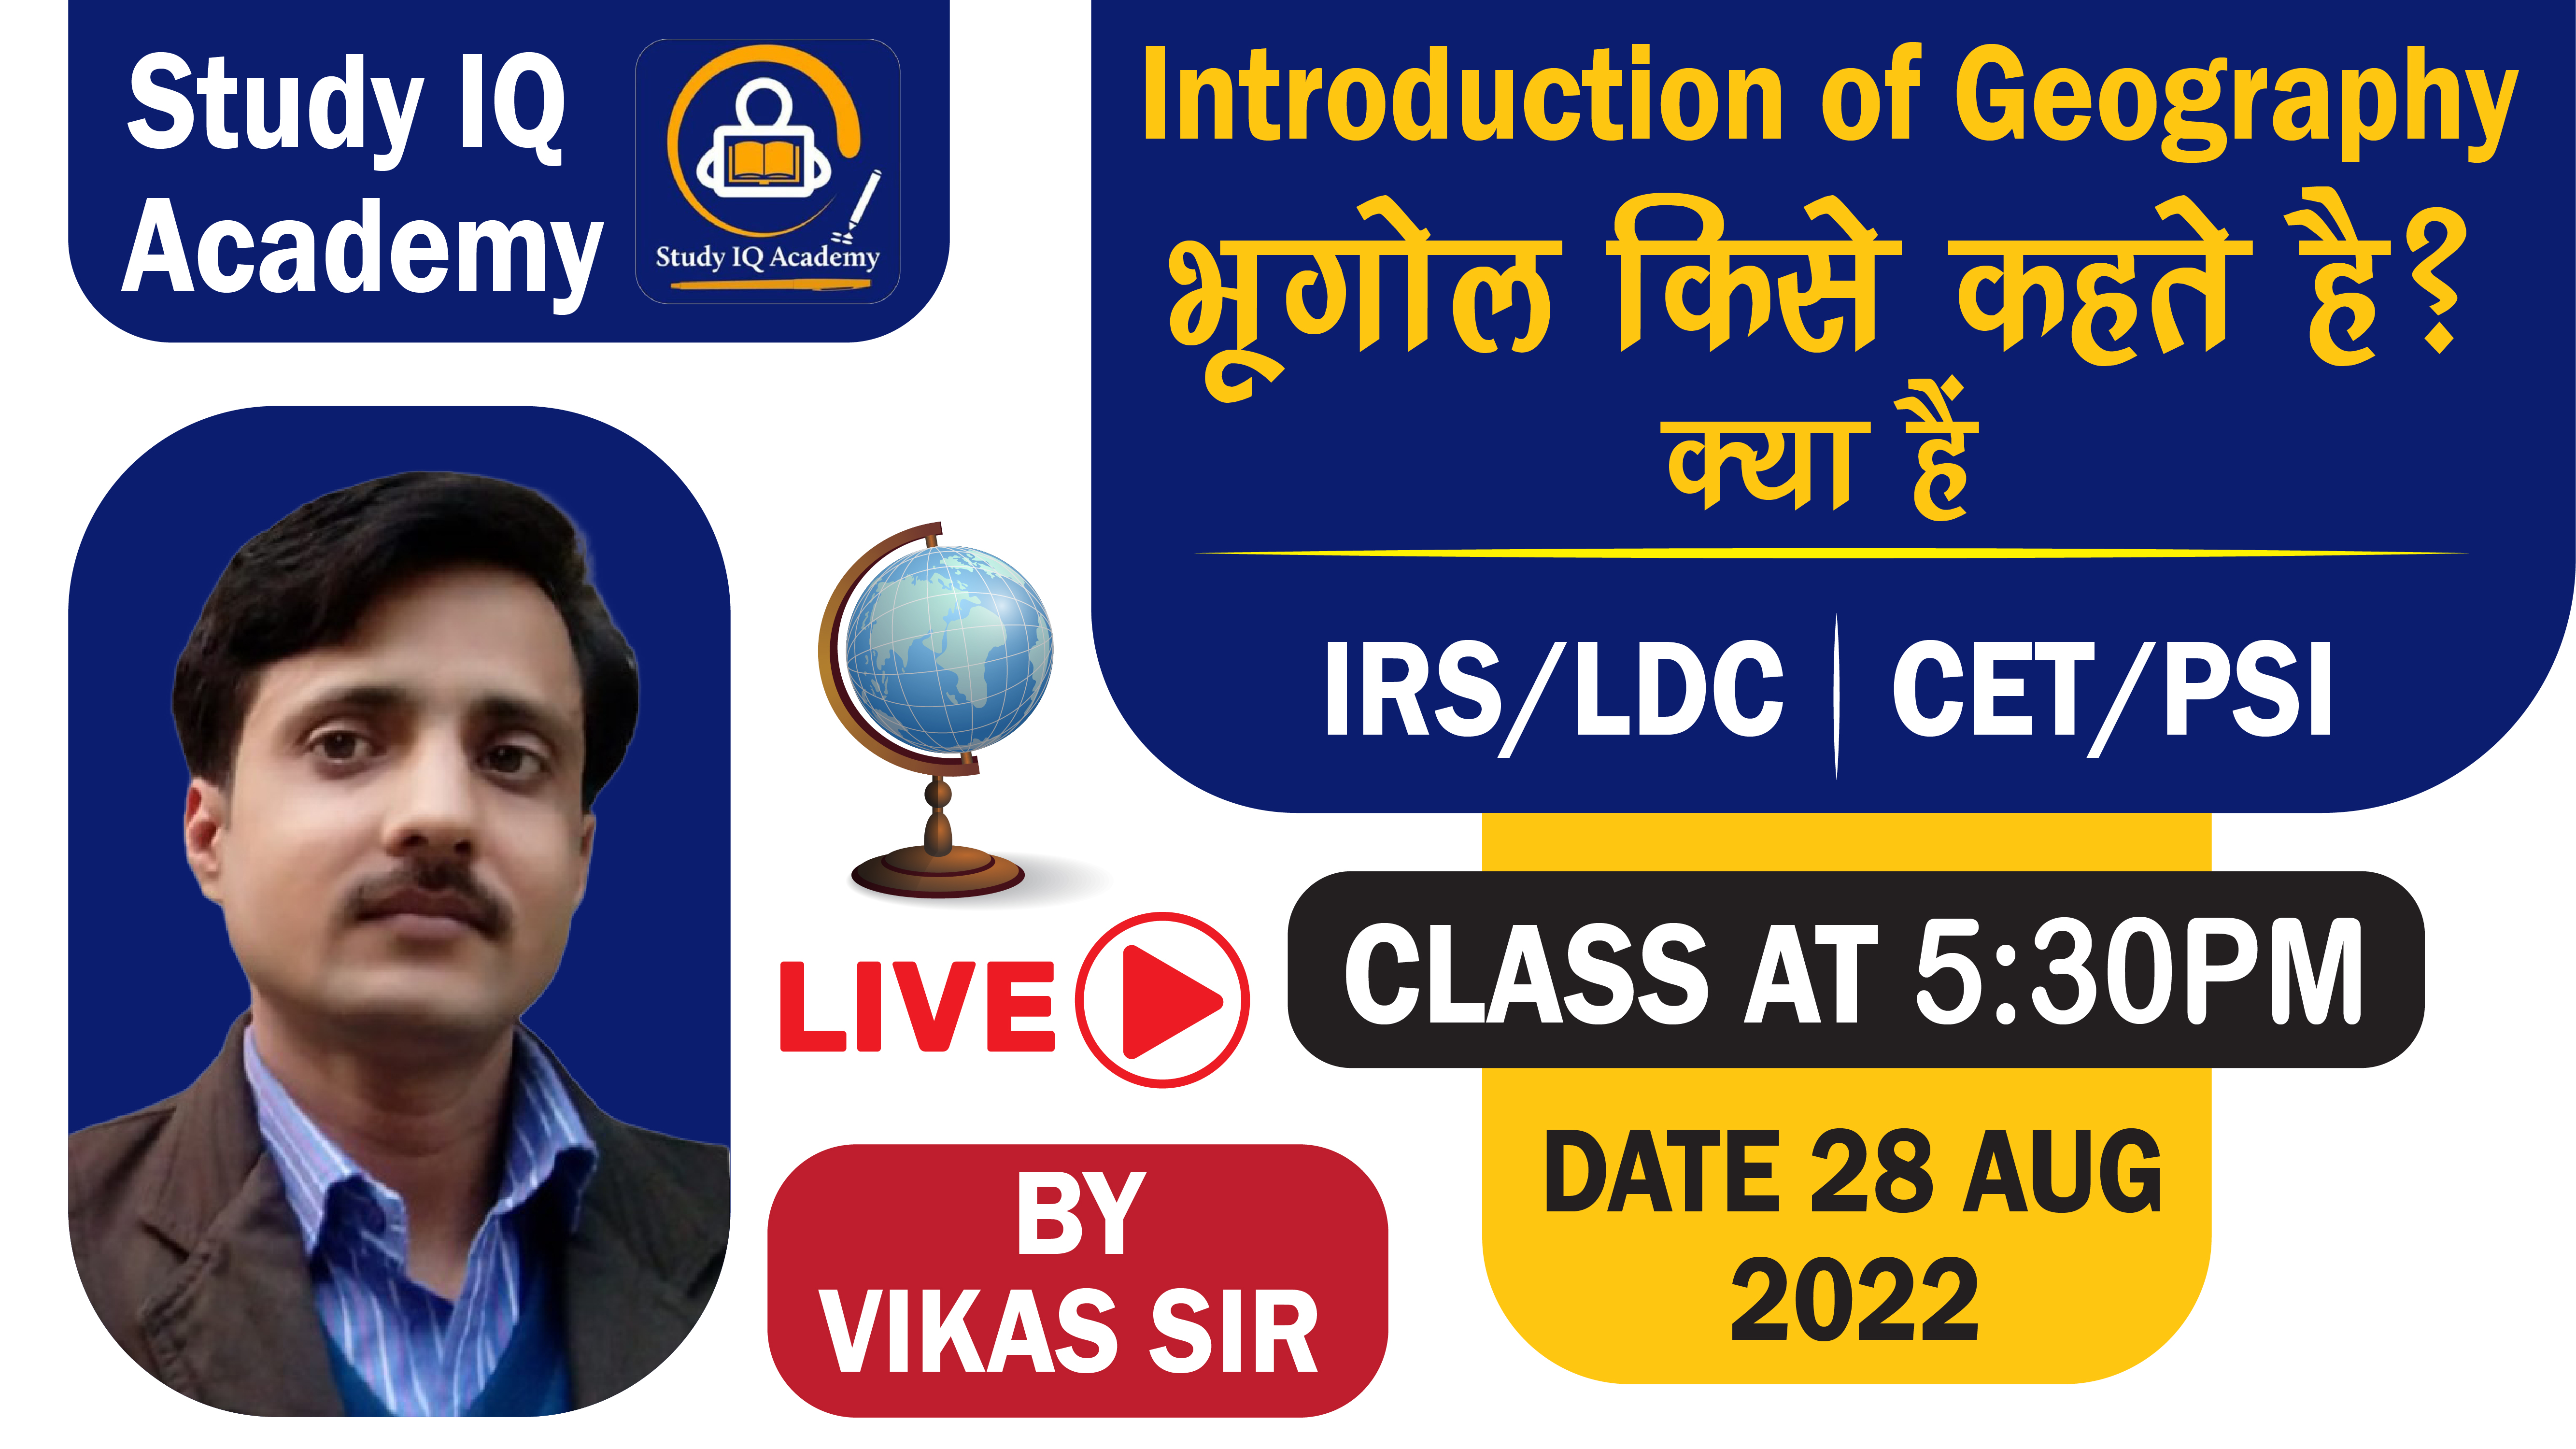 Study IQ
Academy
Study IQ Academy
Introduction of Geography
भूगोल किसे कहते है?
क्या हैं
IRS/LDC | CET/PSI
LIVE
CLASS AT 5:30PM
BY
VIKAS SIR
DATE 28 AUG
2022